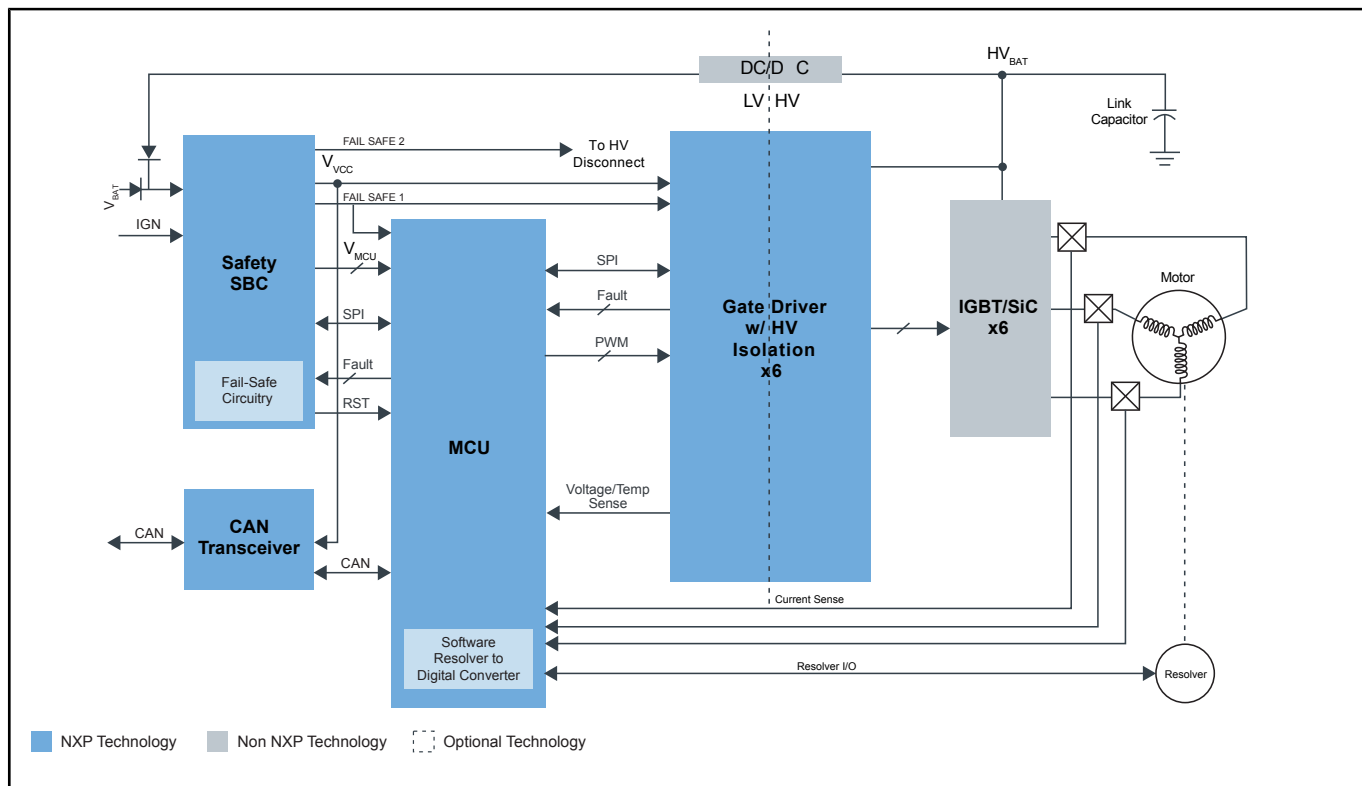 DC/D C
HV BAT
LV HV
Link
Capacitor
FAIL SAFE 2
To HV
Disconnect
V VCC
FAIL SAFE 1
V BAT
IGN
Safety
SBC
V MCU
SPI
Fault
Fail-Safe
Circuitry
RST
MCU
SPI
Fault
PWM
Gate Driver
w/ HV
Isolation
x6
IGBT/SiC
x6
Motor
Voltage/Temp
Sense
CAN
CAN
Transceiver
CAN
Current Sense
Software
Resolver to
Digital Converter
Resolver I/O
Resolver
NXP Technology
Non NXP Technology
Optional Technology